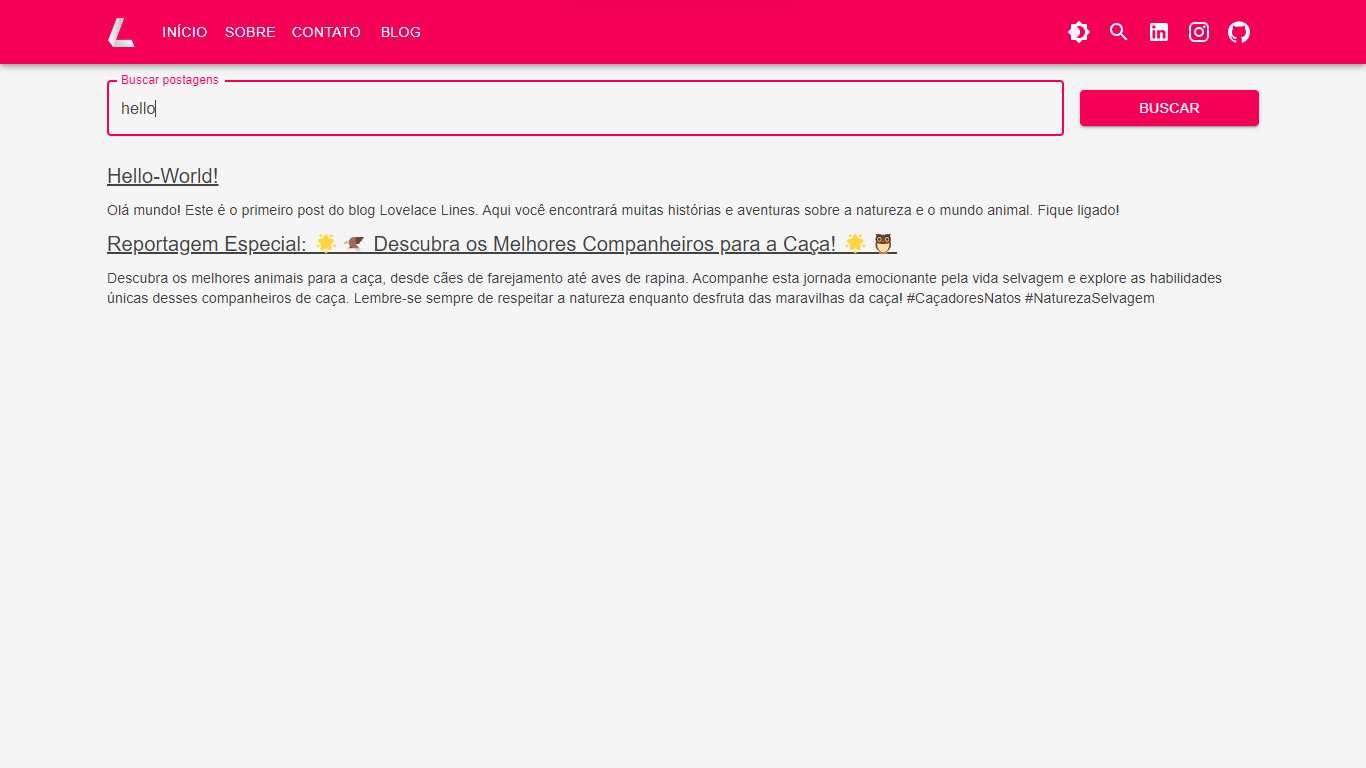 INÍCIO SOBRE CONTATO BLOG
Buscar postagens
hello
BUSCAR
Hello-World!
Olá mundo! Este é o primeiro post do blog Lovelace Lines. Aqui você encontrará muitas histórias e aventuras sobre a natureza e o mundo animal. Fique ligado!
Reportagem Especial: 🌟 🦅 Descubra os Melhores Companheiros para a Caça! 🌟 🦉
Descubra os melhores animais para a caça, desde cães de farejamento até aves de rapina. Acompanhe esta jornada emocionante pela vida selvagem e explore as habilidades
únicas desses companheiros de caça. Lembre-se sempre de respeitar a natureza enquanto desfruta das maravilhas da caça! #CaçadoresNatos #NaturezaSelvagem